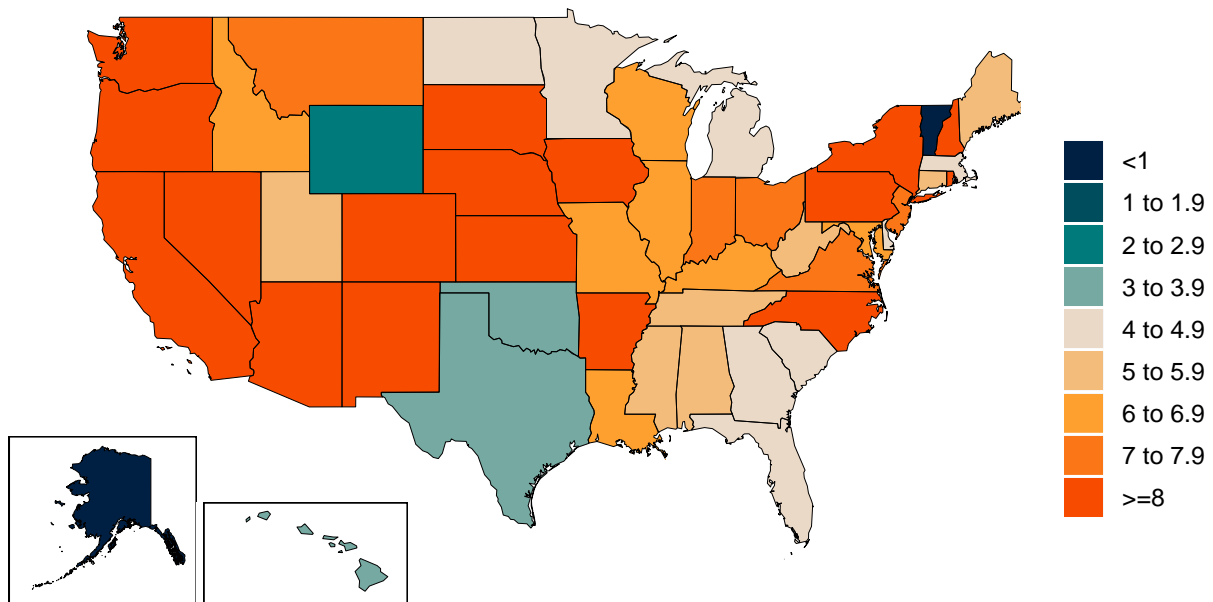 <1
1 to 1.9
2 to 2.9
3 to 3.9
4 to 4.9
5 to 5.9
6 to 6.9
7 to 7.9
>=8